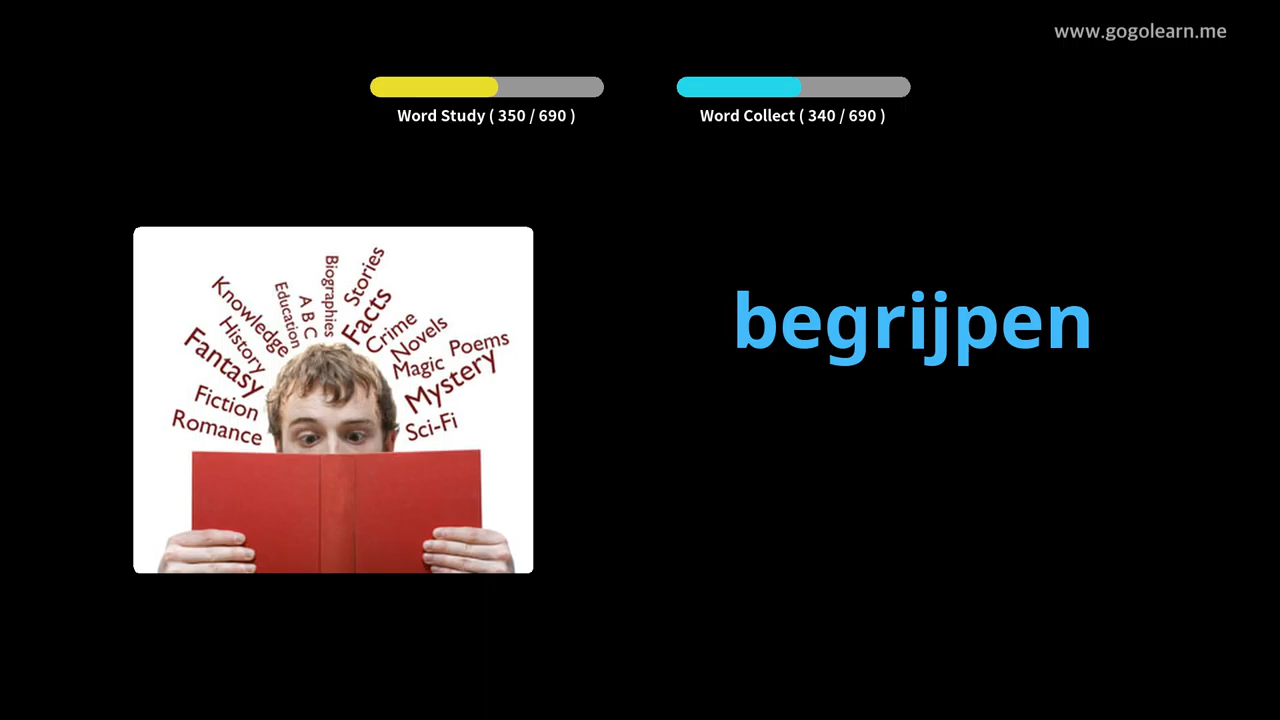 www.gogolearn.me
Word Study ( 350 / 690 )
Word Collect ( 340 / 690 )
begrijpen
Knowledge
Education
A B C
Biographies
Stories
Facts
Crime
Novels
Poems
Magic
Mystery
Sci-Fi
History
Fantasy
Fiction
Romance